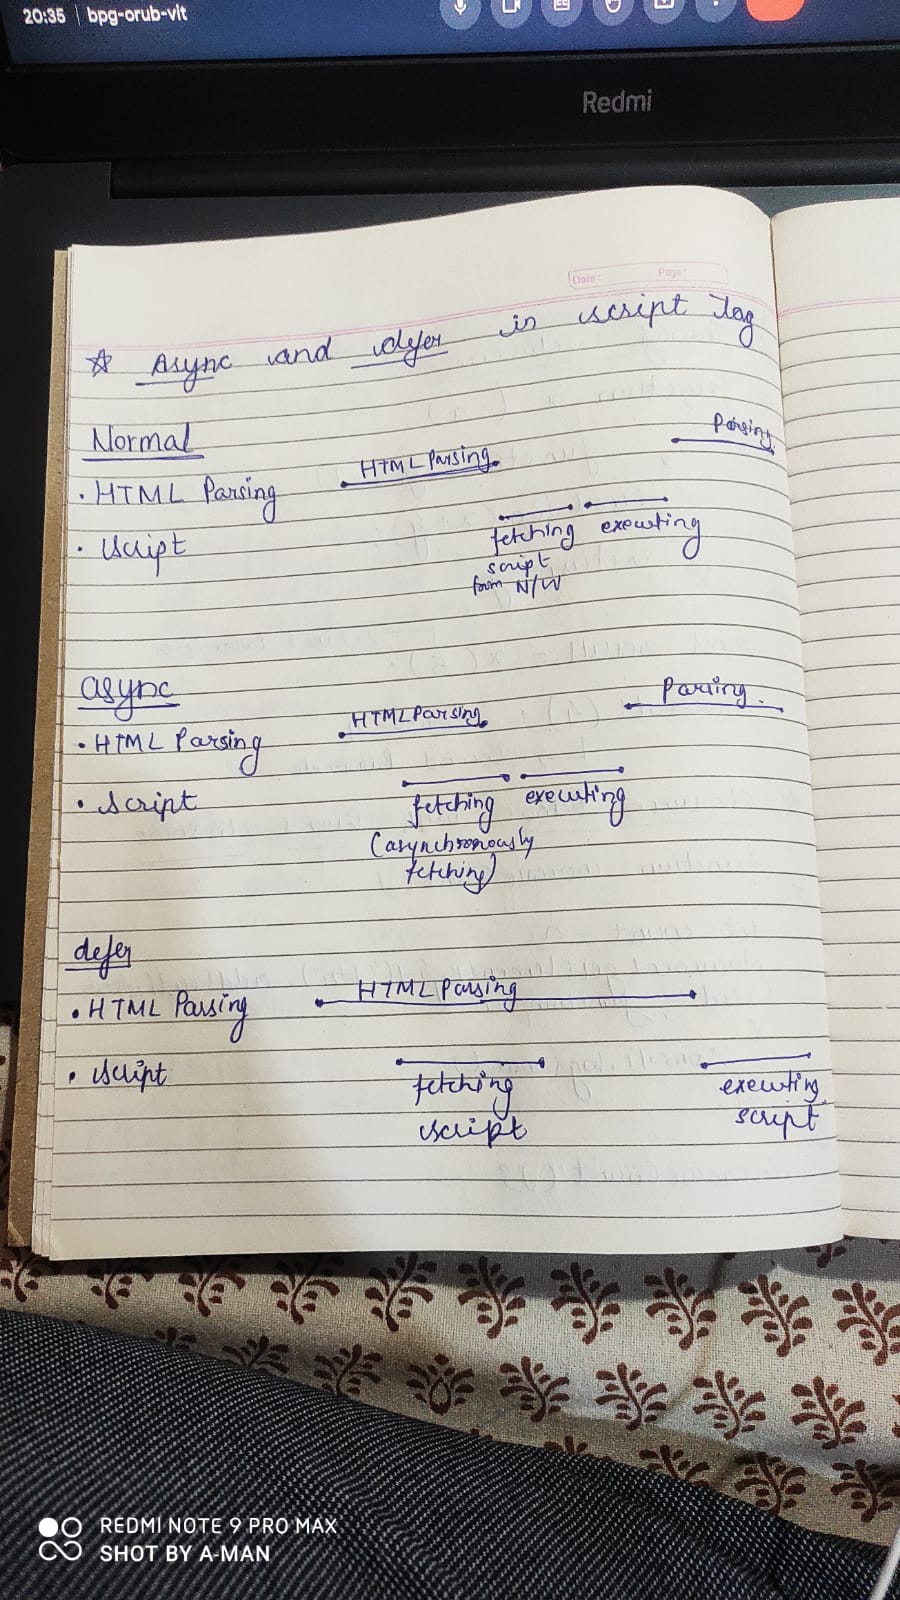 20:35 | bpg-orub-vit
Redmi
Date: Page:
☆ Async and defer in script Tag
Normal
Parsing.
• HTML Parsing HTML Parsing.
• Script fetching executing
script
from N/W
async
Parsing.
• HTML Parsing HTML Parsing.
• Script fetching executing
(asynchronously
fetching)
defer
• HTML Parsing HTML Parsing
• script fetching executing
script script
REDMI NOTE 9 PRO MAX
SHOT BY A-MAN